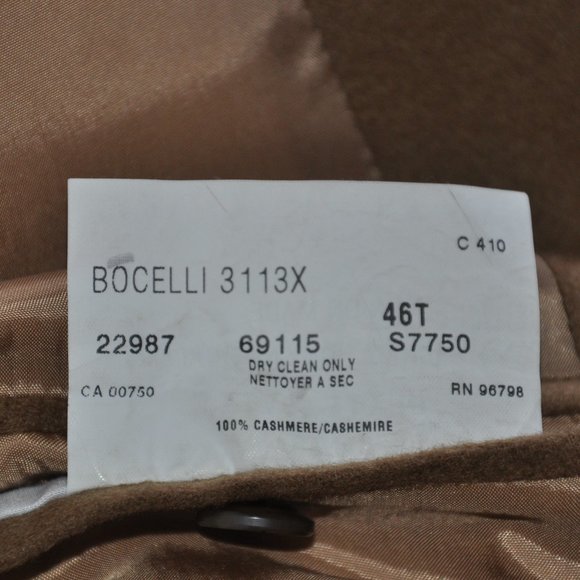 C 410
BOCELLI 3113X
46T
22987 69115 S7750
DRY CLEAN ONLY
NETTOYER A SEC
CA 00750 RN 96798
100% CASHMERE/CASHEMIRE